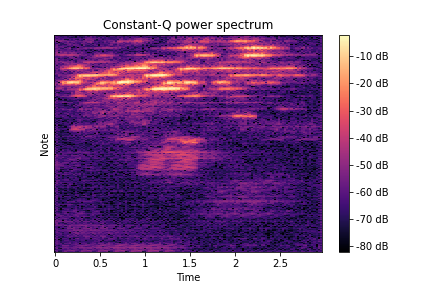 Constant-Q power spectrum
Note
-10 dB
-20 dB
-30 dB
-40 dB
-50 dB
-60 dB
-70 dB
-80 dB
0
0.5
1
1.5
2
2.5
Time